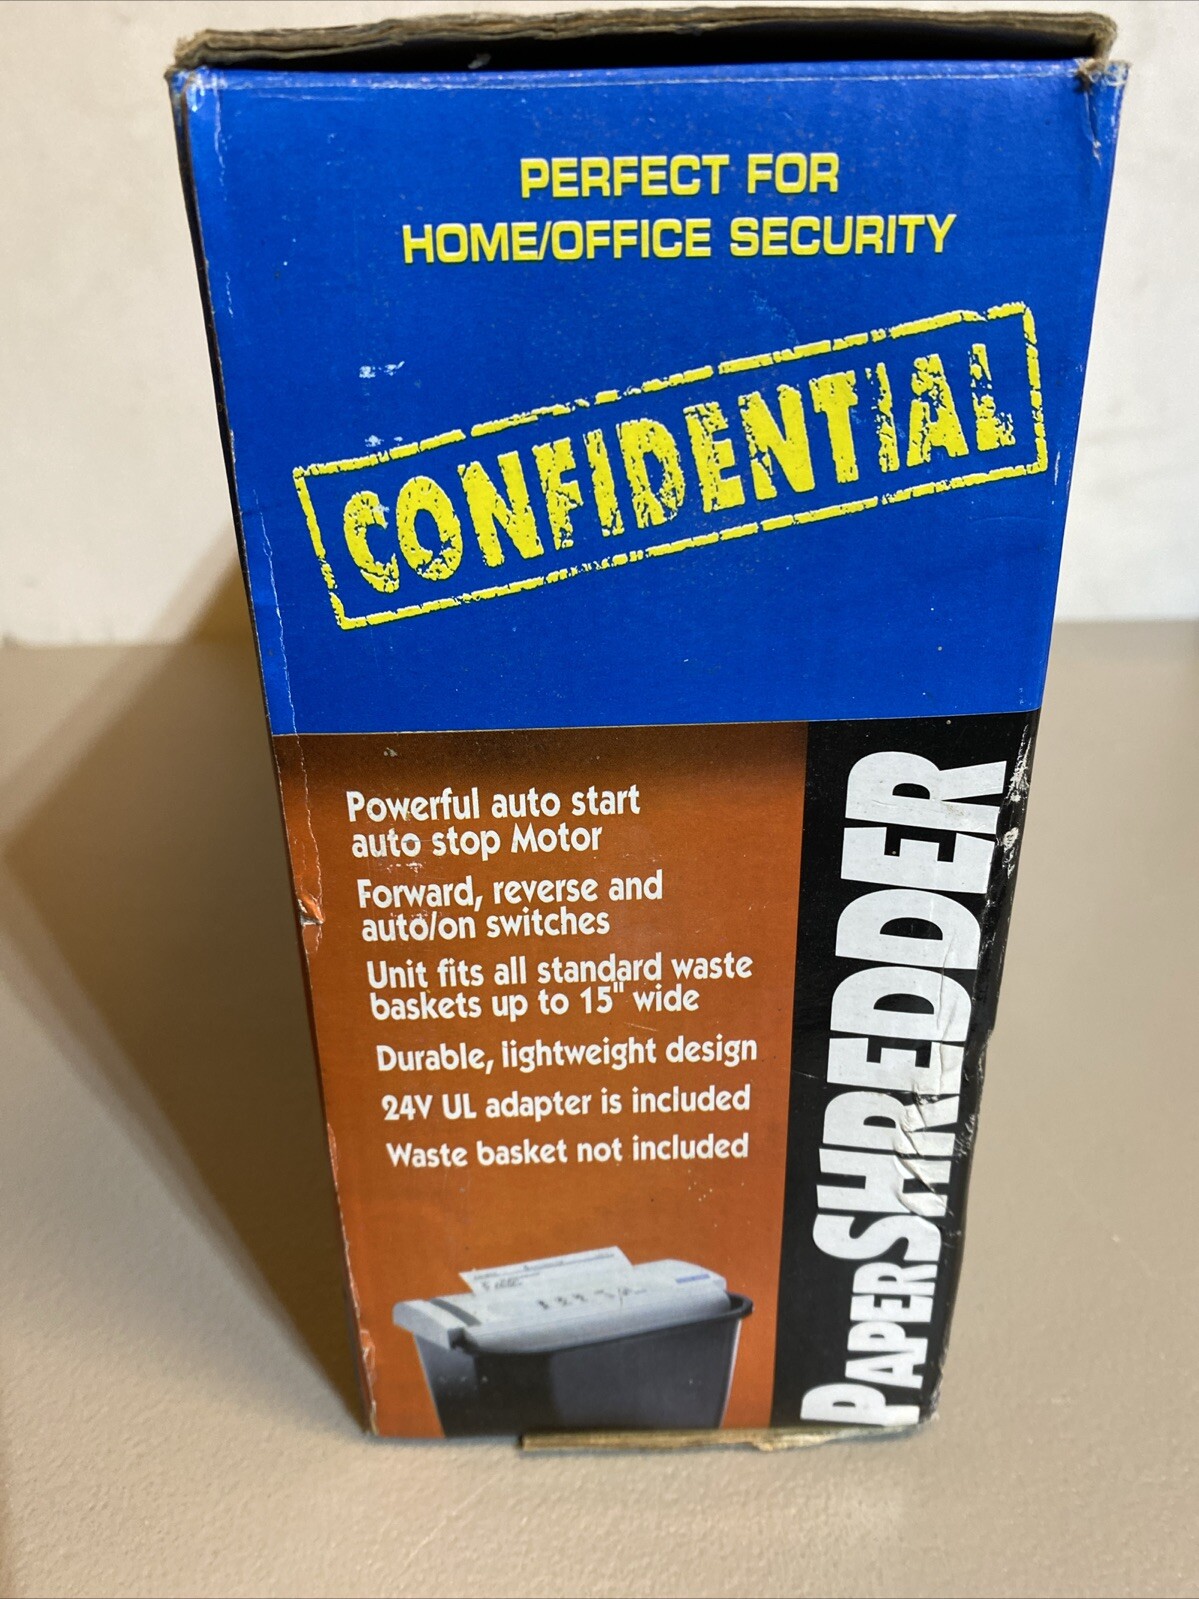 PERFECT FOR
HOME/OFFICE SECURITY
CONFIDENTIAL
Powerful auto start
auto stop Motor
Forward, reverse and
auto/on switches
Unit fits all standard waste
baskets up to 15" wide
Durable, lightweight design
24V UL adapter is included
Waste basket not included
PAPERSHREDDER